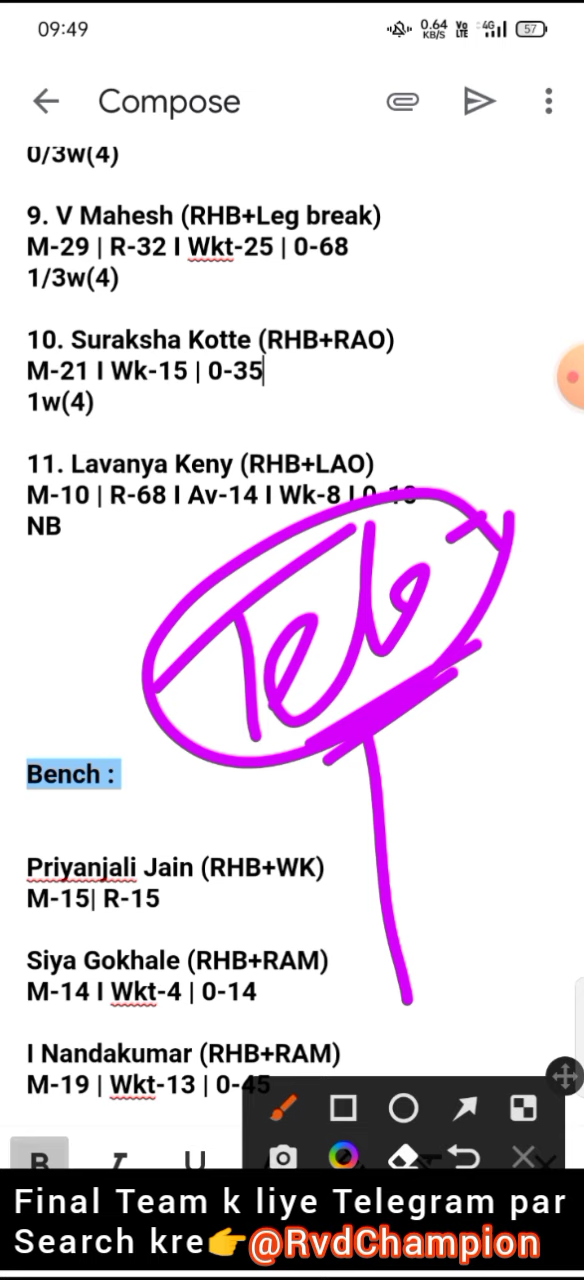 09:49
0.64 KB/S Vo LTE 4G 57
Compose
0/3w(4)
9. V Mahesh (RHB+Leg break)
M-29 | R-32 I Wkt-25 | 0-68
1/3w(4)
10. Suraksha Kotte (RHB+RAO)
M-21 I Wk-15 | 0-35
1w(4)
11. Lavanya Keny (RHB+LAO)
M-10 | R-68 I Av-14 I Wk-8 |
NB
Tele
Bench :
Priyanjali Jain (RHB+WK)
M-15| R-15
Siya Gokhale (RHB+RAM)
M-14 I Wkt-4 | 0-14
I Nandakumar (RHB+RAM)
M-19 | Wkt-13 | 0-45
B I U
Final Team k liye Telegram par
Search kre👉@RvdChampion